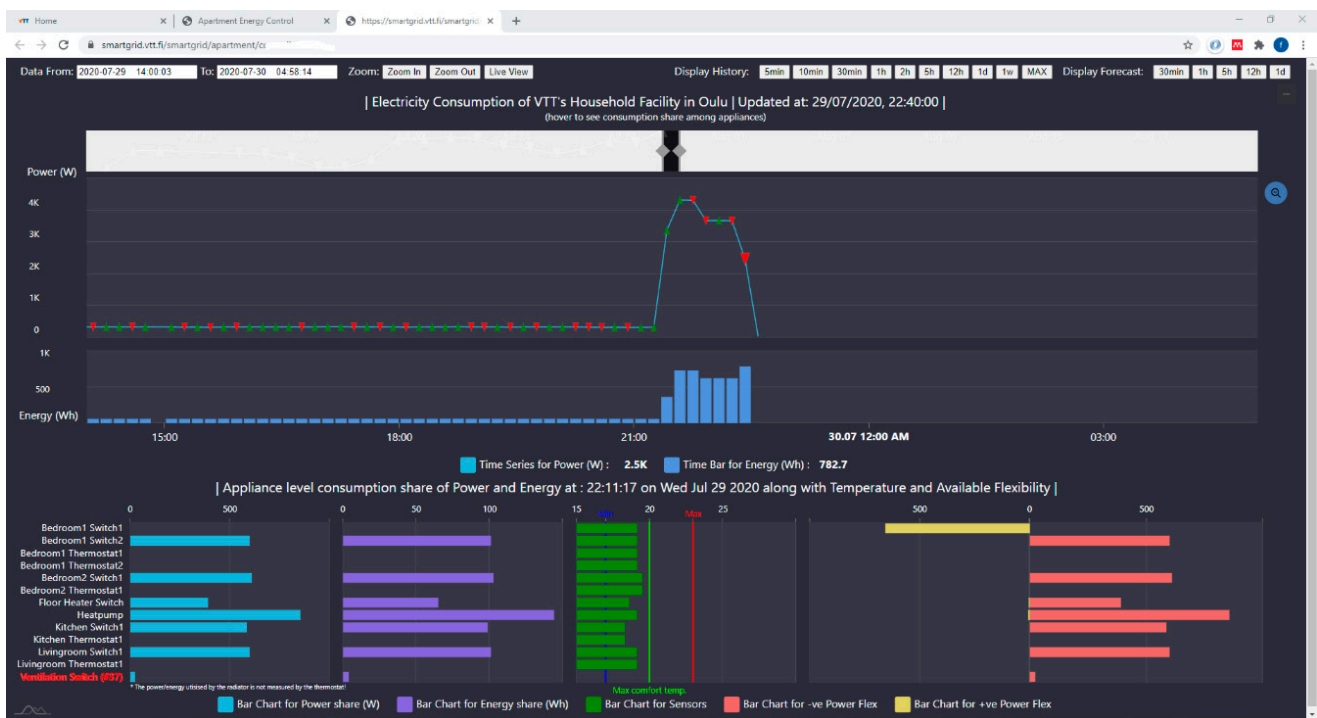 VTT Home
Apartment Energy Control
https://smartgrid.vtt.fi/smartgrid
smartgrid.vtt.fi/smartgrid/apartment/c
Data From: 2020-07-29 14:00:03 To: 2020-07-30 04:58:14 Zoom: Zoom In Zoom Out Live View Display History: 5min 10min 30min 1h 2h 5h 12h 1d 1w MAX Display Forecast: 30min 1h 5h 12h 1d
| Electricity Consumption of VTT's Household Facility in Oulu | Updated at: 29/07/2020, 22:40:00 |
(hover to see consumption share among appliances)
Power (W)
4K
3K
2K
1K
0
1K
500
Energy (Wh)
15:00 18:00 21:00 30.07 12:00 AM 03:00
Time Series for Power (W) : 2.5K Time Bar for Energy (Wh) : 782.7
| Appliance level consumption share of Power and Energy at : 22:11:17 on Wed Jul 29 2020 along with Temperature and Available Flexibility |
0 500 0 50 100 15 20 25 500 0 500
Min Max
Bedroom1 Switch1
Bedroom1 Switch2
Bedroom1 Thermostat1
Bedroom1 Thermostat2
Bedroom2 Switch1
Bedroom2 Thermostat1
Floor Heater Switch
Heatpump
Kitchen Switch1
Kitchen Thermostat1
Livingroom Switch1
Livingroom Thermostat1
Ventilation Switch (#37)
* The power/energy utilised by the radiator is not measured by the thermostat!
Max comfort temp.
Bar Chart for Power share (W) Bar Chart for Energy share (Wh) Bar Chart for Sensors Bar Chart for -ve Power Flex Bar Chart for +ve Power Flex